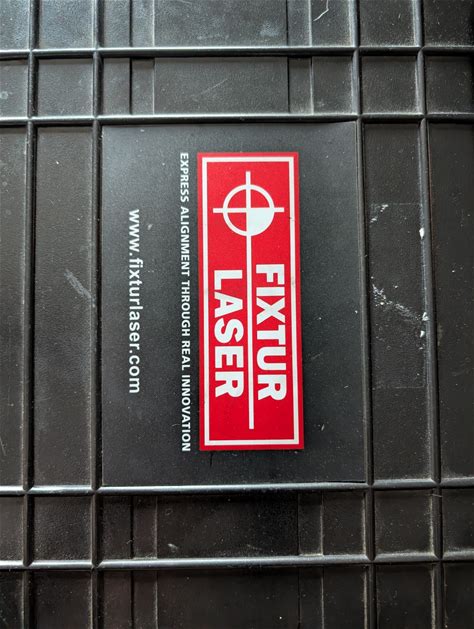 FIXTUR
LASER
EXPRESS ALIGNMENT THROUGH REAL INNOVATION
www.fixturlaser.com